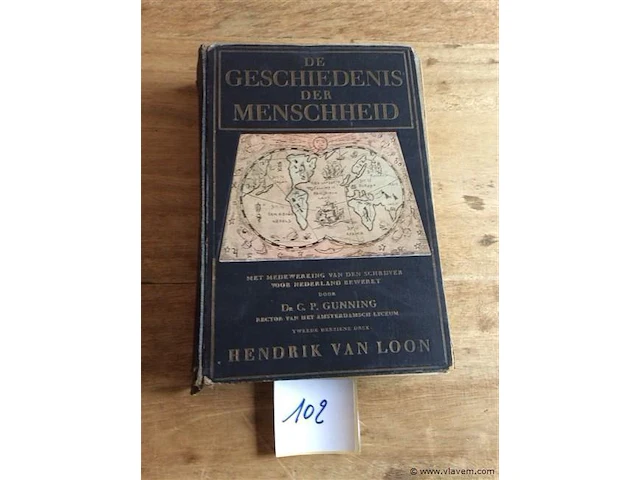 DE
GESCHIEDENIS
DER
MENSCHHEID
MET MEDEWERKING VAN DEN SCHRIJVER
VOOR NEDERLAND BEWERKT
DOOR
Dr C. P. GUNNING
RECTOR VAN HET AMSTERDAMSCH LYCEUM
TWEEDE HERZIENE DRUK
HENDRIK VAN LOON
102
© www.vlavem.com